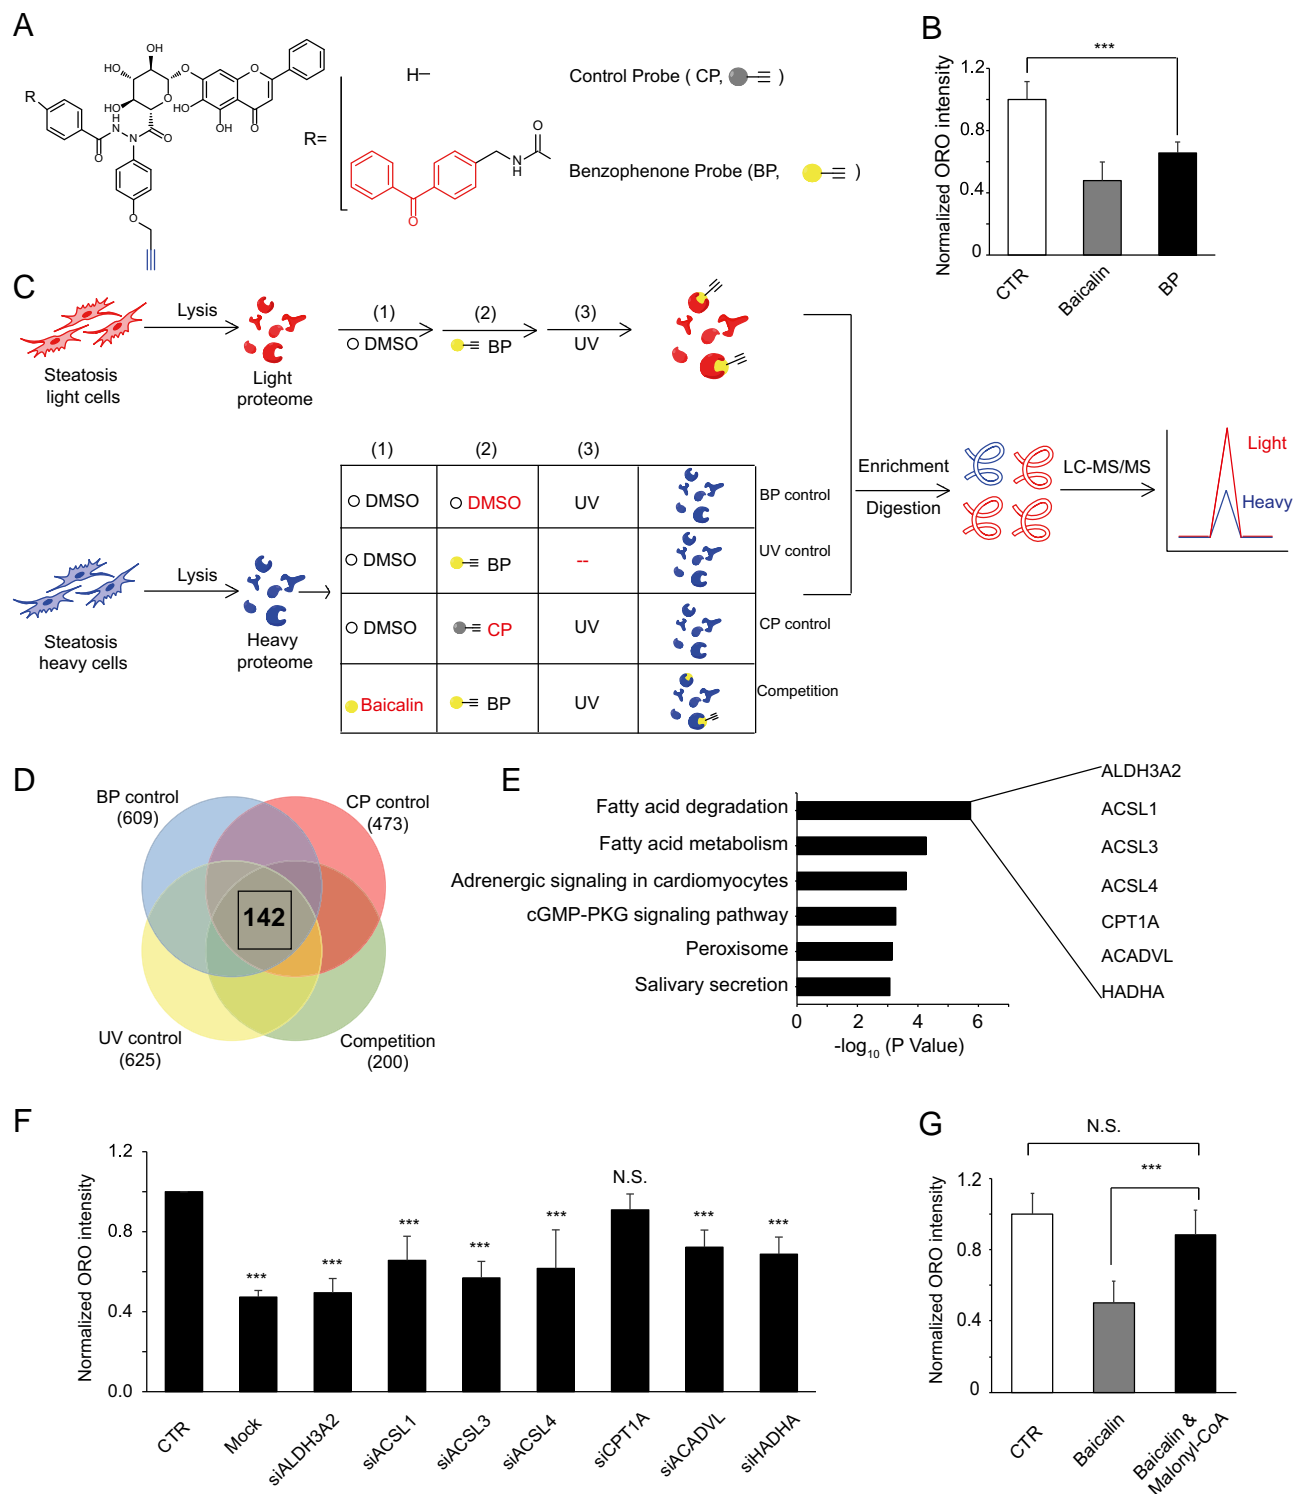 A
OH
HO
OH
HO
O
O
O
R
HO
OH
O
H
N
N
O
O
O
R=
H
O
N
H
O
Control Probe ( CP, )
Benzophenone Probe (BP, )
B
***
Normalized ORO intensity
1.2
0.8
0.4
0
CTR
Baicalin
BP
C
Steatosis
light cells
Lysis
Light
proteome
(1)
DMSO
(2)
BP
(3)
UV
(1)
(2)
(3)
DMSO
DMSO
UV
BP control
DMSO
BP
--
UV control
DMSO
CP
UV
CP control
Baicalin
BP
UV
Competition
Steatosis
heavy cells
Lysis
Heavy
proteome
Enrichment
Digestion
LC-MS/MS
Light
Heavy
D
BP control
(609)
CP control
(473)
142
UV control
(625)
Competition
(200)
E
Fatty acid degradation
Fatty acid metabolism
Adrenergic signaling in cardiomyocytes
cGMP-PKG signaling pathway
Peroxisome
Salivary secretion
0 2 4 6
-log10 (P Value)
ALDH3A2
ACSL1
ACSL3
ACSL4
CPT1A
ACADVL
HADHA
F
Normalized ORO intensity
1.2
0.8
0.4
0.0
***
***
***
***
***
N.S.
***
***
CTR
Mock
siALDH3A2
siACSL1
siACSL3
siACSL4
siCPT1A
siACADVL
siHADHA
G
N.S.
***
Normalized ORO intensity
1.2
0.8
0.4
0
CTR
Baicalin
Baicalin &
Malonyl-CoA